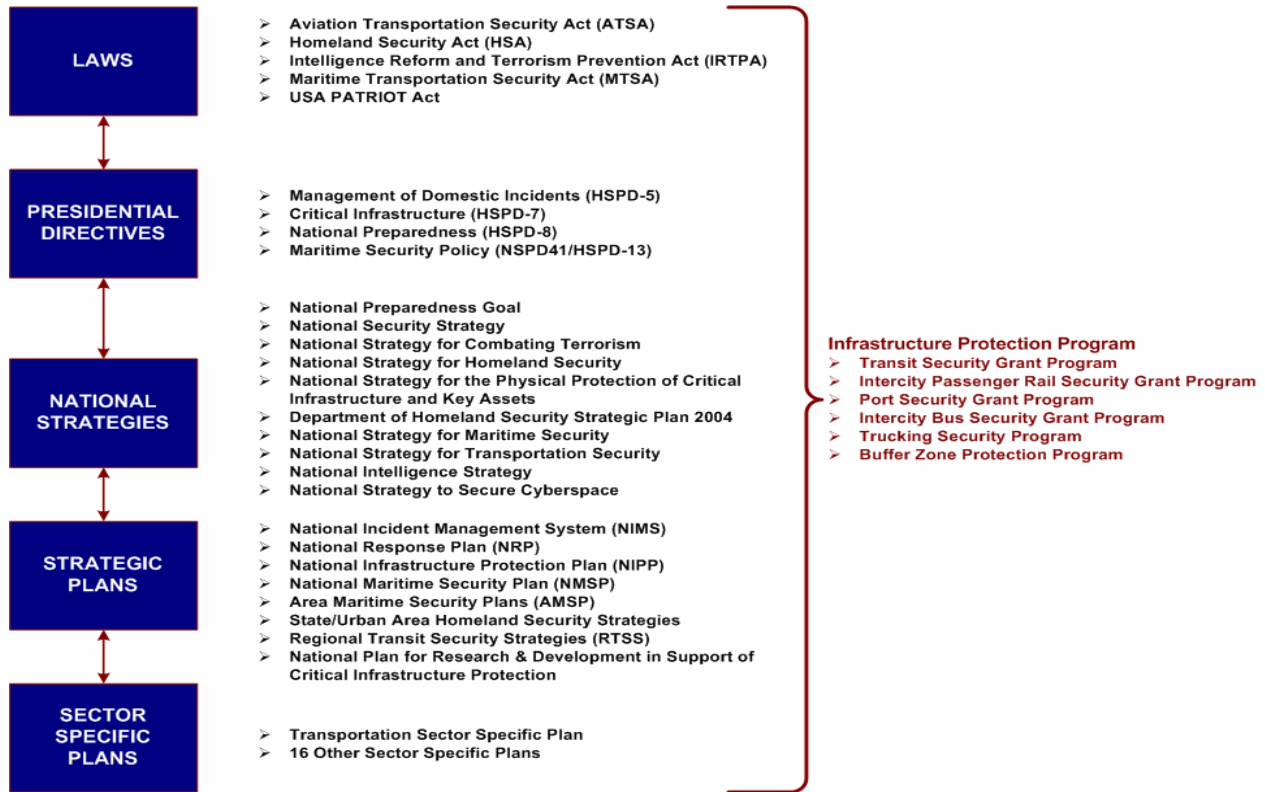 LAWS
➢ Aviation Transportation Security Act (ATSA)
➢ Homeland Security Act (HSA)
➢ Intelligence Reform and Terrorism Prevention Act (IRTPA)
➢ Maritime Transportation Security Act (MTSA)
➢ USA PATRIOT Act
PRESIDENTIAL
DIRECTIVES
➢ Management of Domestic Incidents (HSPD-5)
➢ Critical Infrastructure (HSPD-7)
➢ National Preparedness (HSPD-8)
➢ Maritime Security Policy (NSPD41/HSPD-13)
NATIONAL
STRATEGIES
➢ National Preparedness Goal
➢ National Security Strategy
➢ National Strategy for Combating Terrorism
➢ National Strategy for Homeland Security
➢ National Strategy for the Physical Protection of Critical
Infrastructure and Key Assets
➢ Department of Homeland Security Strategic Plan 2004
➢ National Strategy for Maritime Security
➢ National Strategy for Transportation Security
➢ National Intelligence Strategy
➢ National Strategy to Secure Cyberspace
STRATEGIC
PLANS
➢ National Incident Management System (NIMS)
➢ National Response Plan (NRP)
➢ National Infrastructure Protection Plan (NIPP)
➢ National Maritime Security Plan (NMSP)
➢ Area Maritime Security Plans (AMSP)
➢ State/Urban Area Homeland Security Strategies
➢ Regional Transit Security Strategies (RTSS)
➢ National Plan for Research & Development in Support of
Critical Infrastructure Protection
SECTOR
SPECIFIC
PLANS
➢ Transportation Sector Specific Plan
➢ 16 Other Sector Specific Plans
Infrastructure Protection Program
➢ Transit Security Grant Program
➢ Intercity Passenger Rail Security Grant Program
➢ Port Security Grant Program
➢ Intercity Bus Security Grant Program
➢ Trucking Security Program
➢ Buffer Zone Protection Program